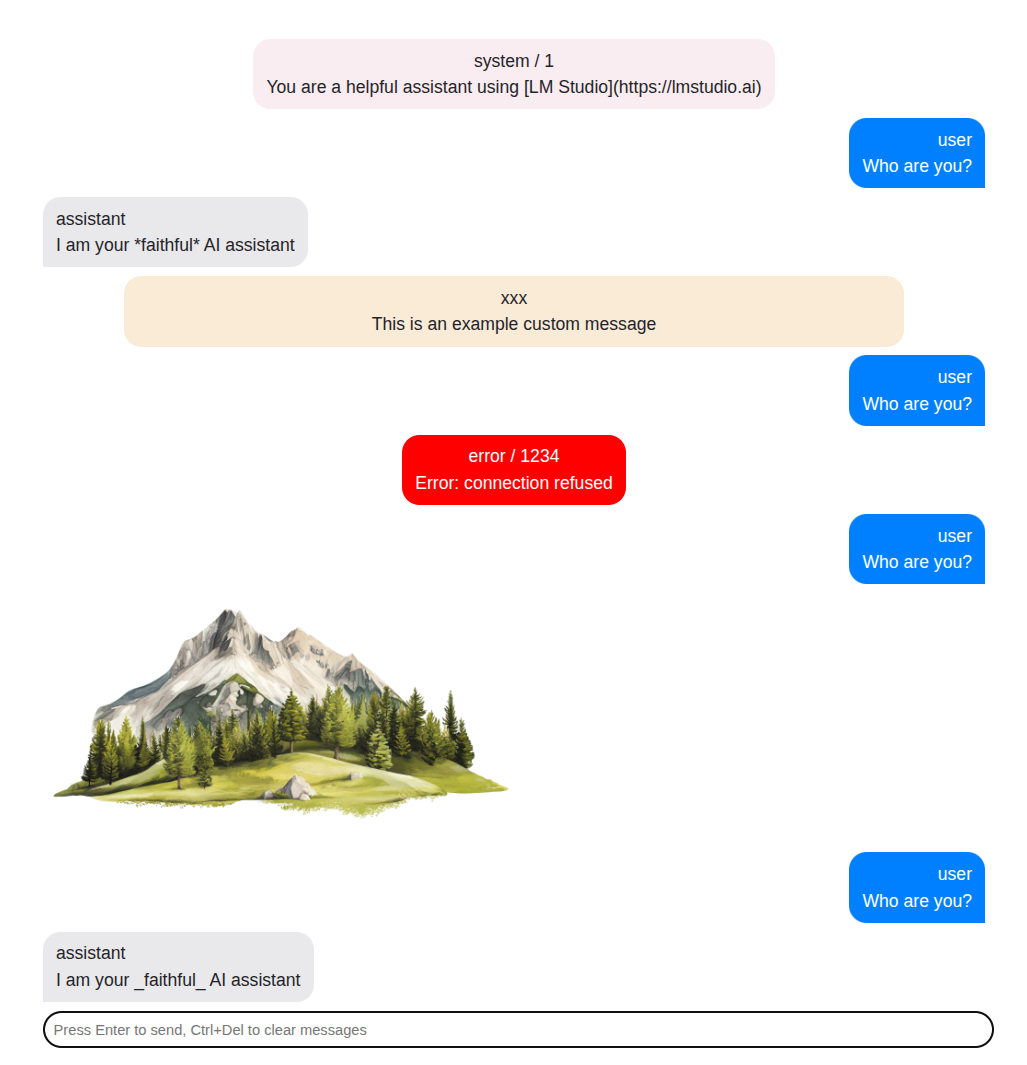 system / 1
You are a helpful assistant using [LM Studio](https://lmstudio.ai)
user
Who are you?
assistant
I am your *faithful* AI assistant
xxx
This is an example custom message
user
Who are you?
error / 1234
Error: connection refused
user
Who are you?
user
Who are you?
assistant
I am your _faithful_ AI assistant
Press Enter to send, Ctrl+Del to clear messages